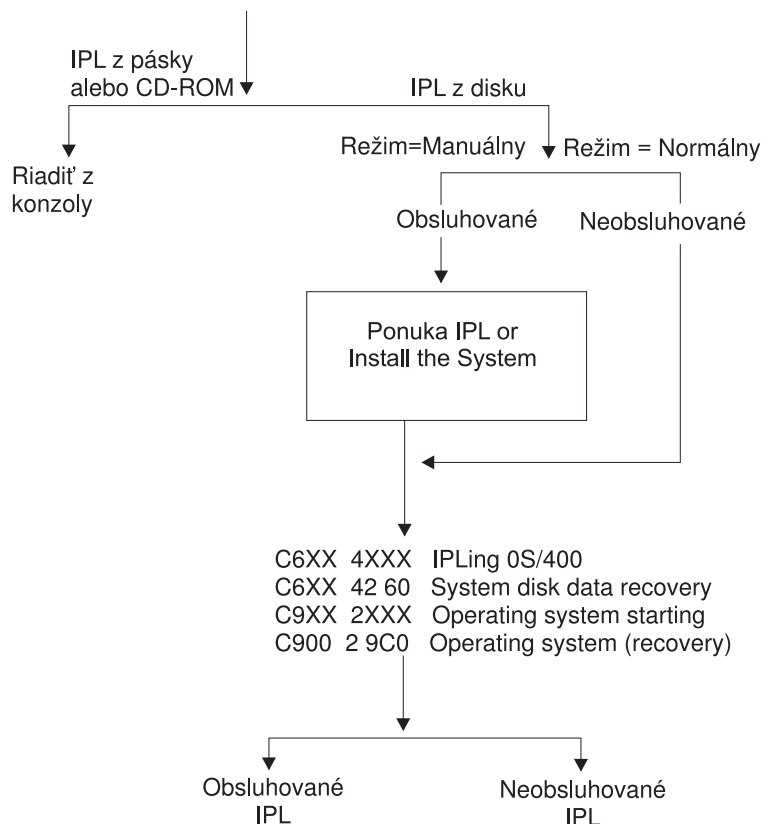 IPL z pásky
alebo CD-ROM
IPL z disku
Režim=Manuálny
Režim = Normálny
Riadiť z
konzoly
Obsluhované
Neobsluhované
Ponuka IPL or
Install the System
C6XX 4XXX IPLing 0S/400
C6XX 42 60 System disk data recovery
C9XX 2XXX Operating system starting
C900 2 9C0 Operating system (recovery)
Obsluhované
IPL
Neobsluhované
IPL